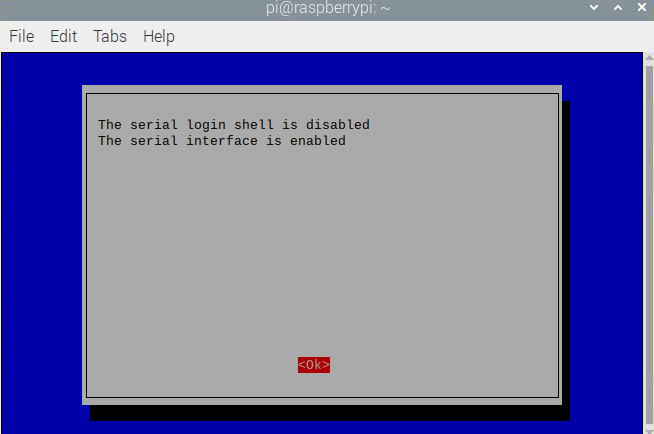 pi@raspberrypi: ~
File Edit Tabs Help
The serial login shell is disabled
The serial interface is enabled
<Ok>